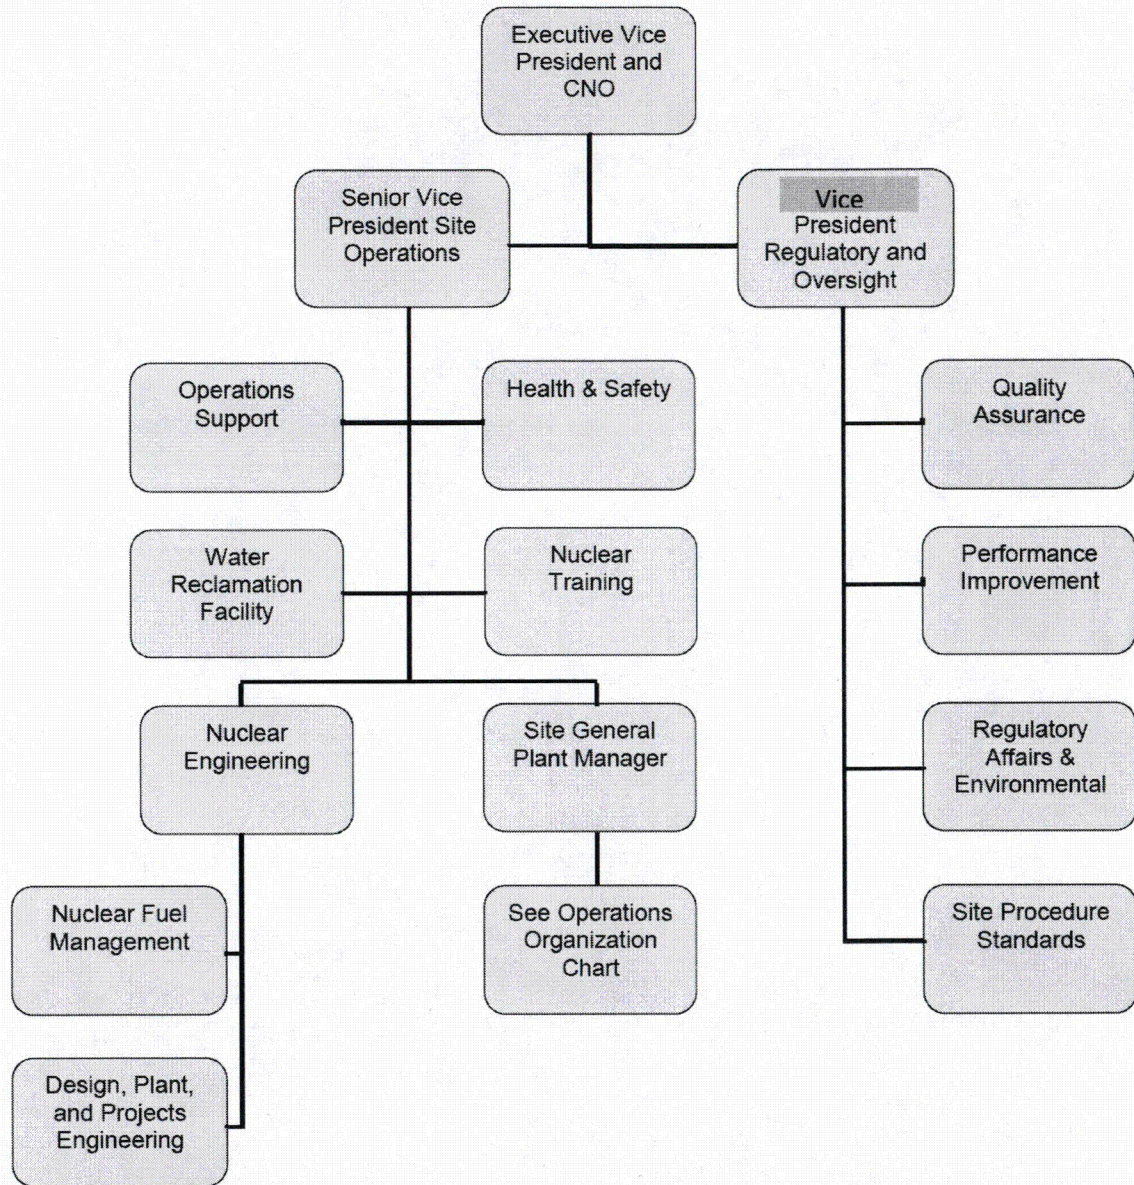 Executive Vice
President and
CNO
Senior Vice
President Site
Operations
Vice
President
Regulatory and
Oversight
Operations
Support
Health & Safety
Quality
Assurance
Water
Reclamation
Facility
Nuclear
Training
Performance
Improvement
Nuclear
Engineering
Site General
Plant Manager
Regulatory
Affairs &
Environmental
Nuclear Fuel
Management
See Operations
Organization
Chart
Site Procedure
Standards
Design, Plant,
and Projects
Engineering